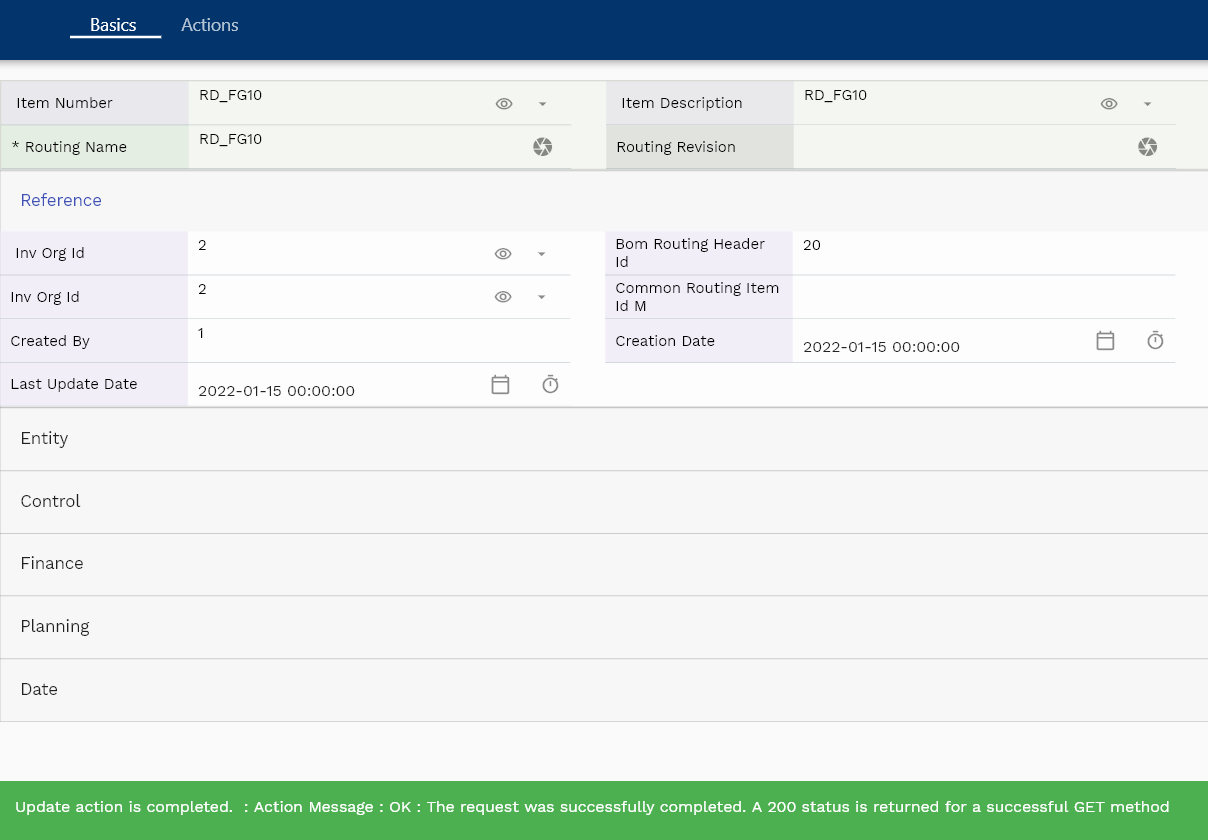 Basics Actions
Item Number RD_FG10 Item Description RD_FG10
* Routing Name RD_FG10 Routing Revision
Reference
Inv Org Id 2 Bom Routing Header
Id 20
Inv Org Id 2 Common Routing Item
Id M
Created By 1 Creation Date 2022-01-15 00:00:00
Last Update Date 2022-01-15 00:00:00
Entity
Control
Finance
Planning
Date
Update action is completed.  : Action Message : OK : The request was successfully completed. A 200 status is returned for a successful GET method